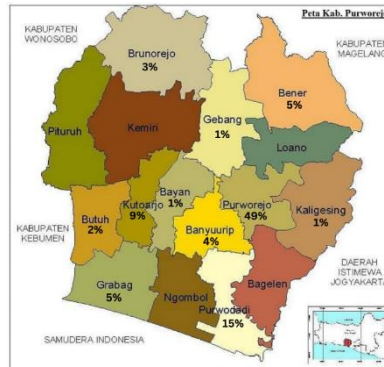 Peta Kab. Purworejo
KABUPATEN
WONOSOBO
Brunorejo
3%
KABUPATEN
MAGELANG
Bener
5%
Pituruh
Kemiri
Gebang
1%
Loano
Bayan
1%
Kutoarjo
9%
Purworejo
49%
Kaligesing
1%
Butuh
2%
Banyuurip
4%
KABUPATEN
KEBUMEN
DAERAH
ISTIMEWA
JOGYAKARTA
Grabag
5%
Ngombol
Purwodadi
15%
Bagelen
SAMUDERA INDONESIA